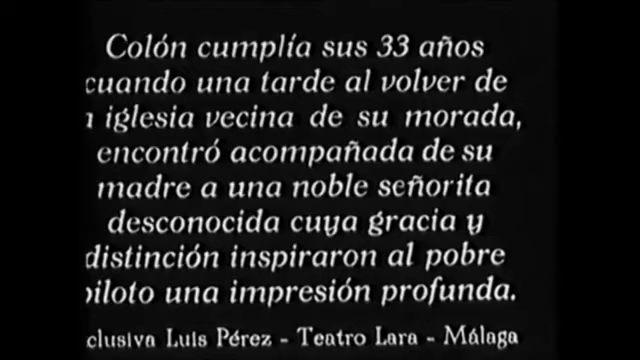 Colón cumplía sus 33 años
cuando una tarde al volver de
iglesia vecina de su morada,
encontró acompañada de su
madre a una noble señorita
desconocida cuya gracia y
distinción inspiraron al pobre
piloto una impresión profunda.
clusiva Luis Pérez - Teatro Lara - Málaga